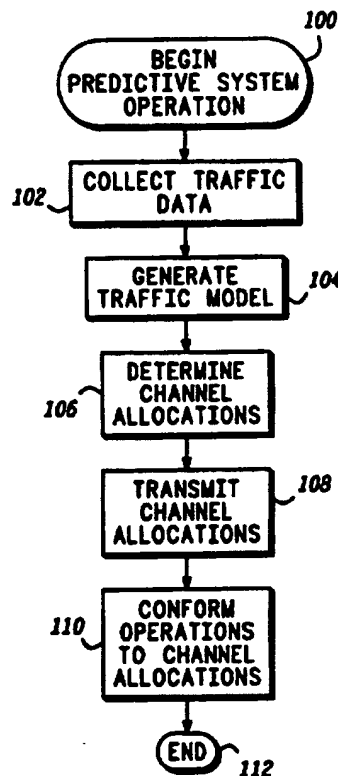 100
BEGIN
PREDICTIVE SYSTEM
OPERATION
102
COLLECT TRAFFIC
DATA
GENERATE
TRAFFIC MODEL
104
DETERMINE
CHANNEL
ALLOCATIONS
106
TRANSMIT
CHANNEL
ALLOCATIONS
108
CONFORM
OPERATIONS
TO CHANNEL
ALLOCATIONS
110
END
112